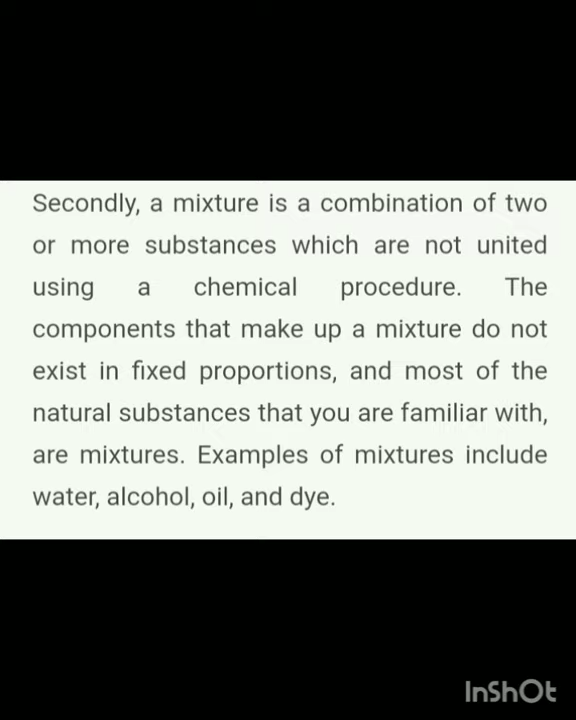 Secondly, a mixture is a combination of two
or more substances which are not united
using a chemical procedure. The
components that make up a mixture do not
exist in fixed proportions, and most of the
natural substances that you are familiar with,
are mixtures. Examples of mixtures include
water, alcohol, oil, and dye.
InShOt